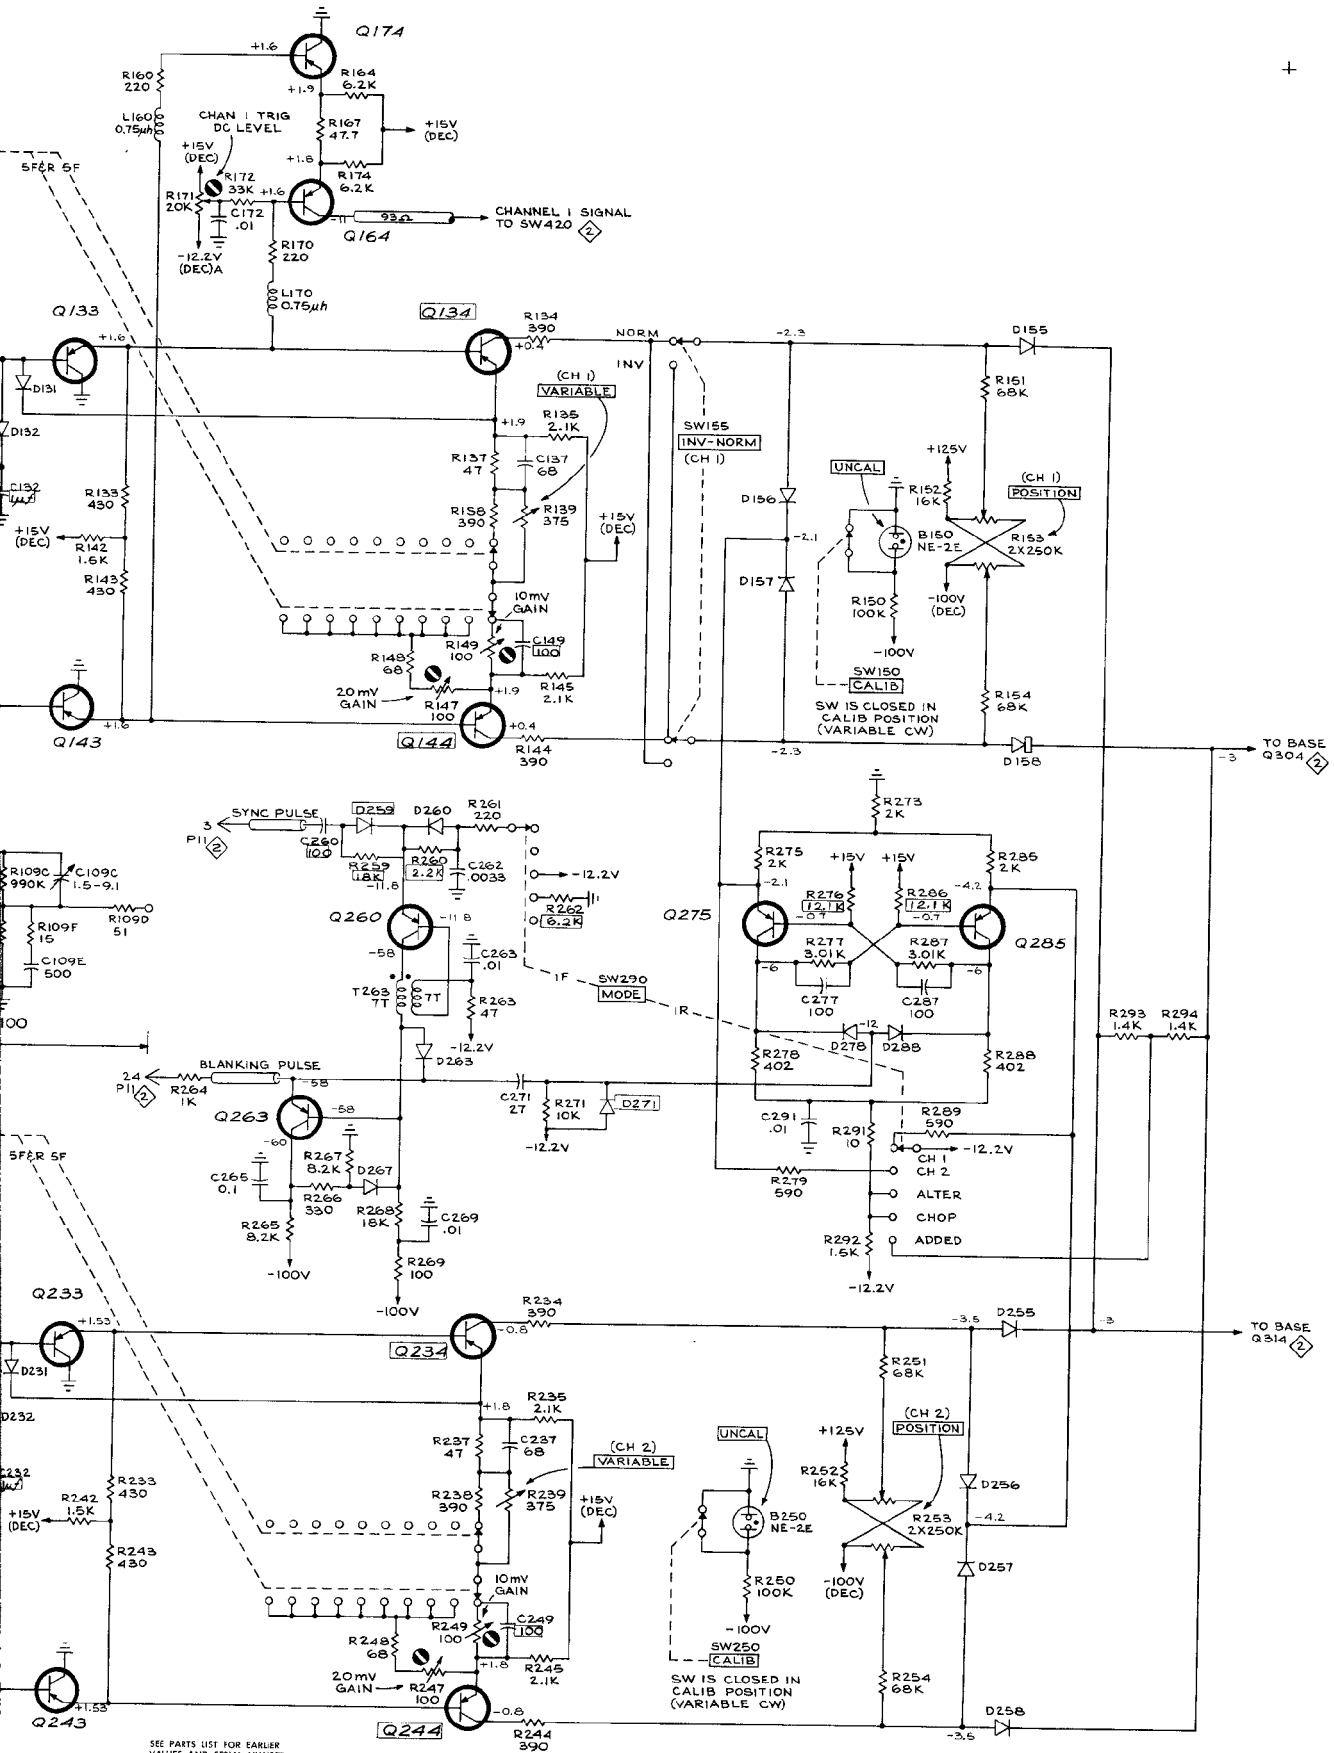 Q174
+1.6
R160
220
R164
6.2K
+1.9
L160
0.75µh
CHAN 1 TRIG
DC LEVEL
R167
47.7
+15V
(DEC)
+15V
(DEC)
+1.8
5F&R 5F
R172
33K
R174
6.2K
R171
20K
+1.6
C172
.01
-11
93Ω
CHANNEL 1 SIGNAL
TO SW420 2
Q164
-12.2V
(DEC)A
R170
220
L170
0.75µh
Q133
Q134
R134
390
+1.6
+0.4
NORM
-2.3
D155
INV
D131
(CH 1)
VARIABLE
R151
68K
D132
+1.9
R135
2.1K
SW155
INV-NORM
(CH 1)
+125V
R137
47
C137
68
UNCAL
(CH 1)
POSITION
C132
R133
430
D156
R152
16K
R158
390
R139
375
+15V
(DEC)
+15V
(DEC)
R142
1.5K
-2.1
B150
NE-2E
R153
2X250K
R143
430
D157
10mV
GAIN
R150
100K
-100V
(DEC)
R149
100
C149
100
-100V
R148
68
SW150
CALIB
20mV
GAIN
R147
100
+1.9
R145
2.1K
R154
68K
SW IS CLOSED IN
CALIB POSITION
(VARIABLE CW)
Q143
+1.6
Q144
+0.4
R144
390
-2.3
D158
-3
TO BASE
Q304 2
R273
2K
3
P11 2
SYNC PULSE
C260
100
D259
D260
R261
220
R275
2K
+15V
+15V
R285
2K
R109C
990K
C109C
1.5-9.1
R259
18K
R260
2.2K
C262
.0033
-12.2V
-11.8
-2.1
R276
12.1K
R286
12.1K
-4.2
R109D
51
R262
6.2K
Q260
-11.8
Q275
-0.7
-0.7
Q285
R109F
15
-58
R277
3.01K
R287
3.01K
C109E
500
C263
.01
-6
-6
1F
SW290
MODE
T263
7T
7T
R263
47
C277
100
C287
100
1R
100
R293
1.4K
R294
1.4K
-12.2V
D263
-12
D278
D288
BLANKING PULSE
R278
402
R288
402
24
P11 2
R264
1K
-58
C271
27
R271
10K
D271
Q263
-58
C291
.01
R291
10
R289
590
-60
-12.2V
-12.2V
5F&R 5F
R267
8.2K
D267
CH 1
CH 2
C265
0.1
R266
330
R279
590
ALTER
R268
18K
C269
.01
CHOP
R265
8.2K
R292
1.5K
ADDED
R269
100
-100V
-12.2V
-100V
Q233
R234
390
+1.53
-0.8
-3.5
D255
-3
TO BASE
Q314 2
Q234
D231
R251
68K
D232
+1.8
R235
2.1K
UNCAL
+125V
(CH 2)
POSITION
R237
47
C237
68
(CH 2)
VARIABLE
C232
R233
430
R252
16K
D256
R242
1.5K
R238
390
R239
375
+15V
(DEC)
+15V
(DEC)
B250
NE-2E
R253
2X250K
-4.2
R243
430
D257
10mV
GAIN
R250
100K
-100V
(DEC)
R249
100
C249
100
-100V
R248
68
SW250
CALIB
20mV
GAIN
R247
100
+1.8
R245
2.1K
SW IS CLOSED IN
CALIB POSITION
(VARIABLE CW)
R254
68K
Q243
+1.53
Q244
-0.8
R244
390
-3.5
D258
SEE PARTS LIST FOR EARLIER